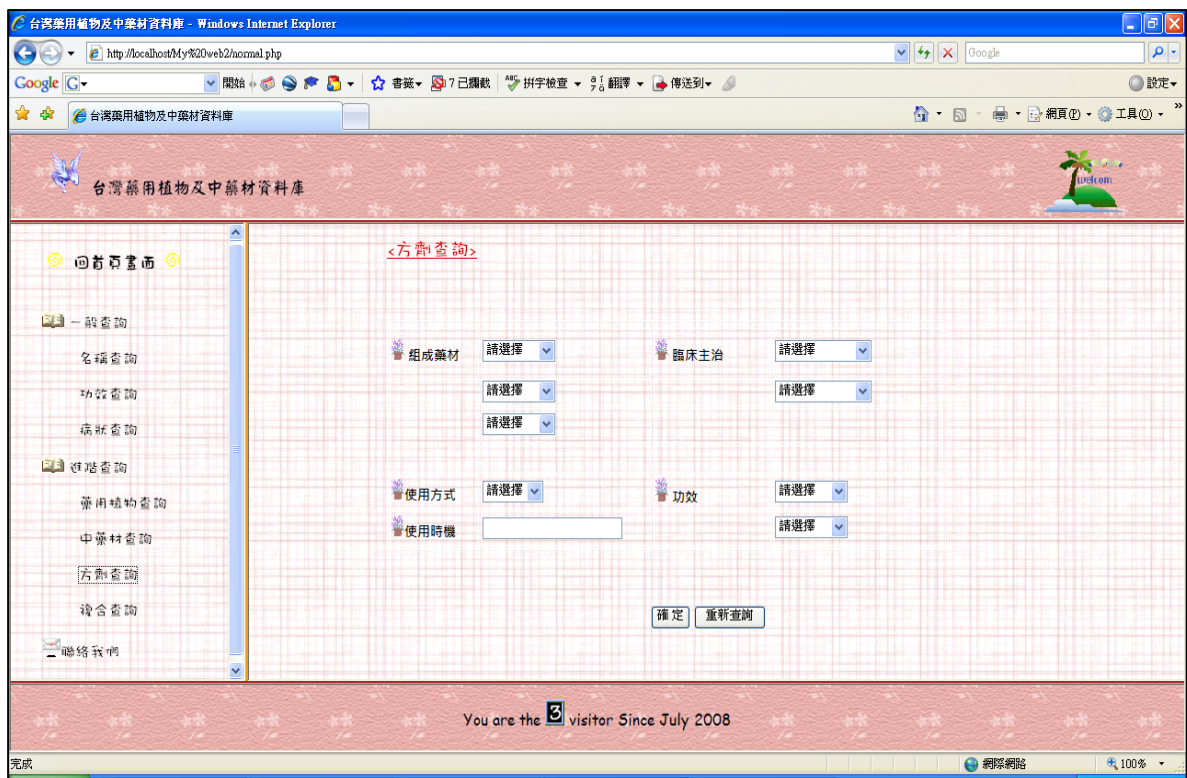 台灣藥用植物及中藥材資料庫 - Windows Internet Explorer
http://localhost/My%20web2/normal.php
Google
Google G 開始 書籤 7 已攔截 ABC 拼字檢查 翻譯 傳送到 設定
台灣藥用植物及中藥材資料庫 網頁(P) 工具(O) »
台灣藥用植物及中藥材資料庫
welcom
回首頁畫面
一般查詢
名稱查詢
功效查詢
病狀查詢
進階查詢
藥用植物查詢
中藥材查詢
方劑查詢
複合查詢
聯絡我們
<方劑查詢>
組成藥材 請選擇 臨床主治 請選擇
請選擇 請選擇
請選擇
使用方式 請選擇 功效 請選擇
使用時機 請選擇
確定 重新查詢
You are the 3 visitor Since July 2008
完成 網際網路 100%